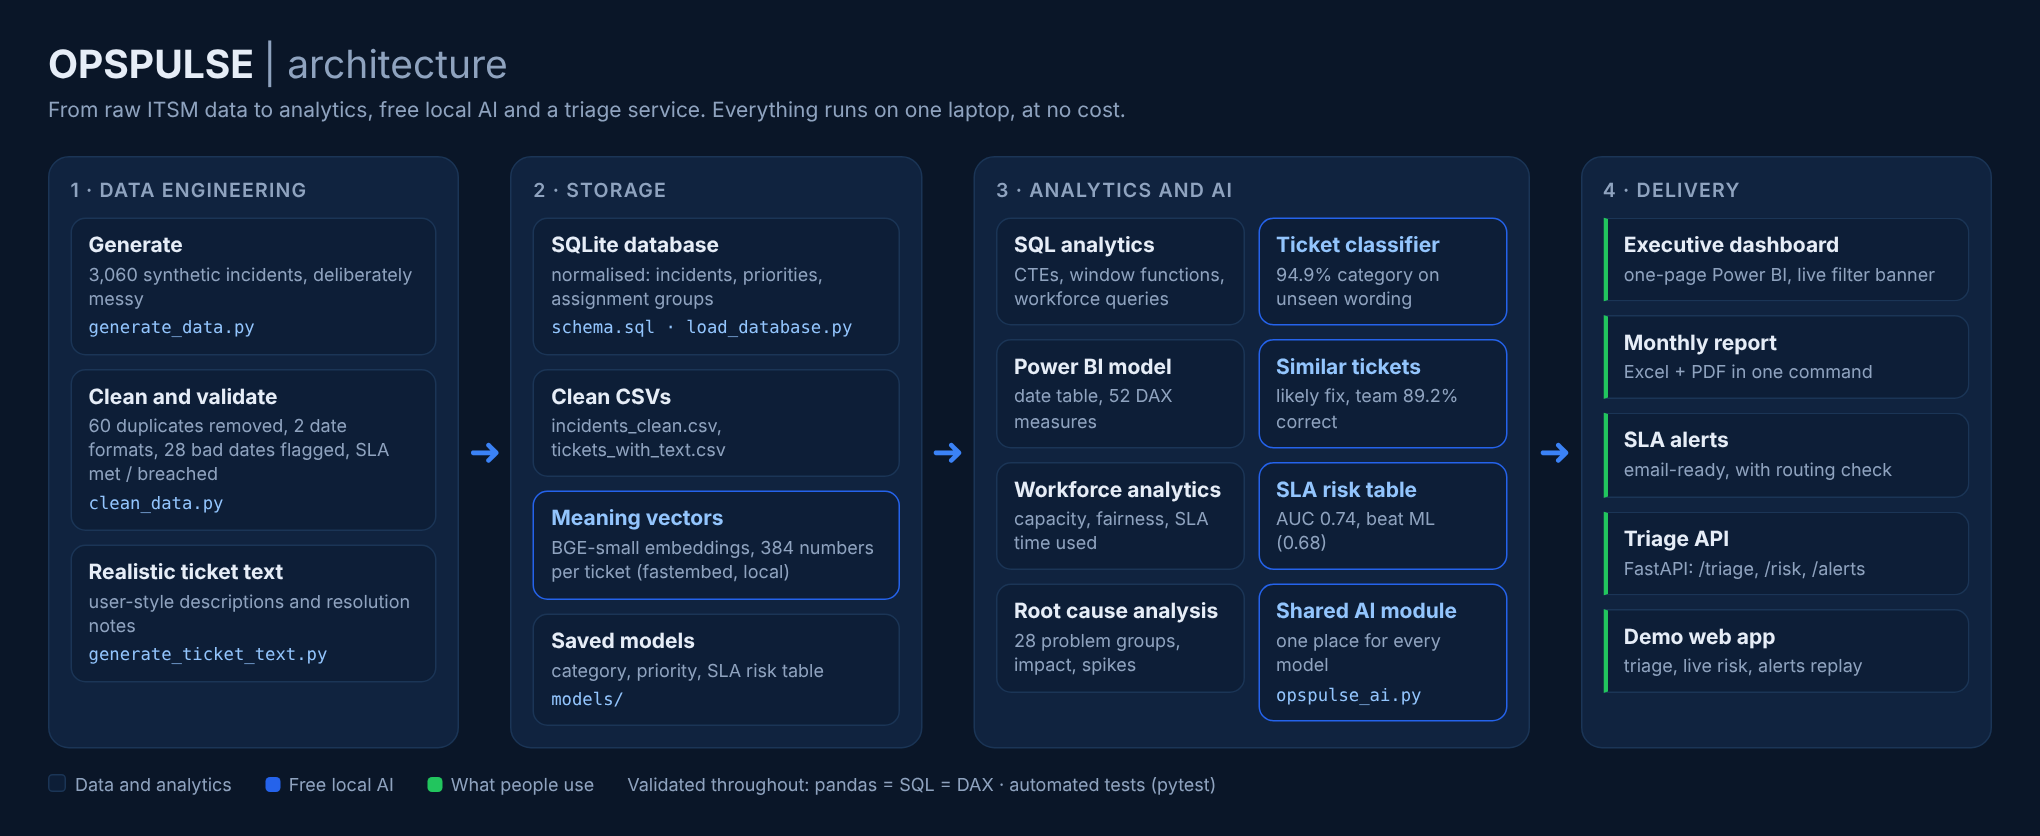 OPSPULSE | architecture
From raw ITSM data to analytics, free local AI and a triage service. Everything runs on one laptop, at no cost.
1 · DATA ENGINEERING
Generate
3,060 synthetic incidents, deliberately
messy
generate_data.py
Clean and validate
60 duplicates removed, 2 date
formats, 28 bad dates flagged, SLA
met / breached
clean_data.py
Realistic ticket text
user-style descriptions and resolution
notes
generate_ticket_text.py
2 · STORAGE
SQLite database
normalised: incidents, priorities,
assignment groups
schema.sql · load_database.py
Clean CSVs
incidents_clean.csv,
tickets_with_text.csv
Meaning vectors
BGE-small embeddings, 384 numbers
per ticket (fastembed, local)
Saved models
category, priority, SLA risk table
models/
3 · ANALYTICS AND AI
SQL analytics
CTEs, window functions,
workforce queries
Power BI model
date table, 52 DAX
measures
Workforce analytics
capacity, fairness, SLA
time used
Root cause analysis
28 problem groups,
impact, spikes
Ticket classifier
94.9% category on
unseen wording
Similar tickets
likely fix, team 89.2%
correct
SLA risk table
AUC 0.74, beat ML
(0.68)
Shared AI module
one place for every
model
opspulse_ai.py
4 · DELIVERY
Executive dashboard
one-page Power BI, live filter banner
Monthly report
Excel + PDF in one command
SLA alerts
email-ready, with routing check
Triage API
FastAPI: /triage, /risk, /alerts
Demo web app
triage, live risk, alerts replay
Data and analytics
Free local AI
What people use
Validated throughout: pandas = SQL = DAX · automated tests (pytest)